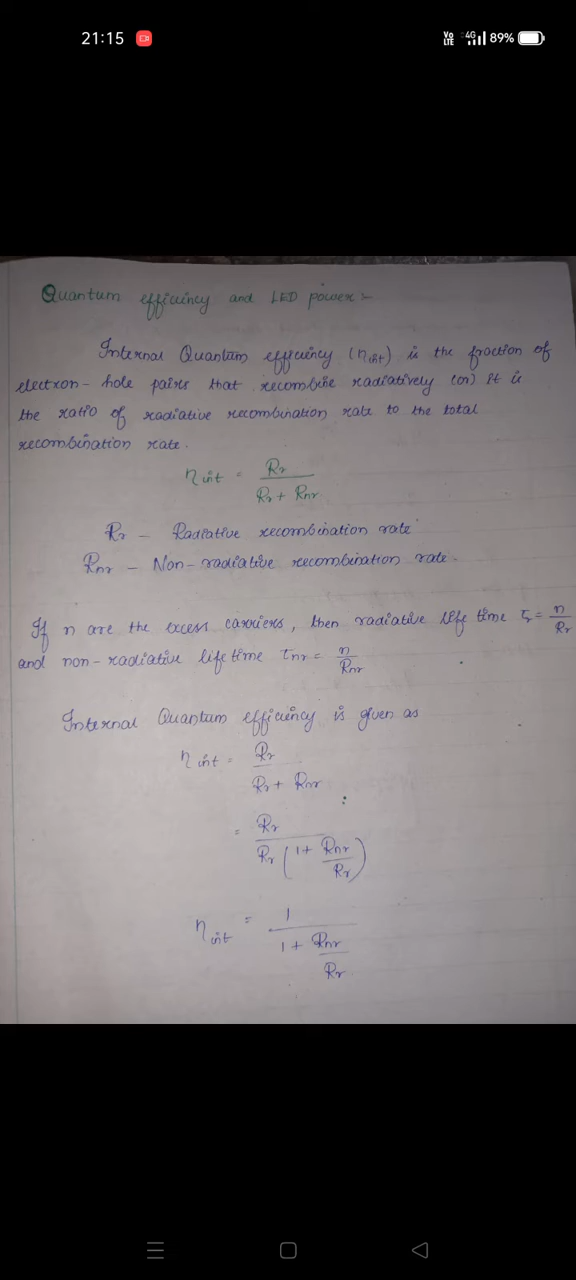 21:15
Vo LTE 4G 89%
Quantum efficiency and LED power :-
Internal Quantum efficiency (ηint) is the fraction of
electron - hole pairs that recombine radiatively (or) it is
the ratio of radiative recombination rate to the total
recombination rate.
ηint = Rr / (Rr + Rnr)
Rr – Radiative recombination rate
Rnr – Non-radiative recombination rate.
If n are the excess carriers, then radiative life time τr = n/Rr
and non-radiative life time τnr = n/Rnr
Internal Quantum efficiency is given as
ηint = Rr / (Rr + Rnr)
= Rr / (Rr (1 + Rnr/Rr))
ηint = 1 / (1 + Rnr/Rr)